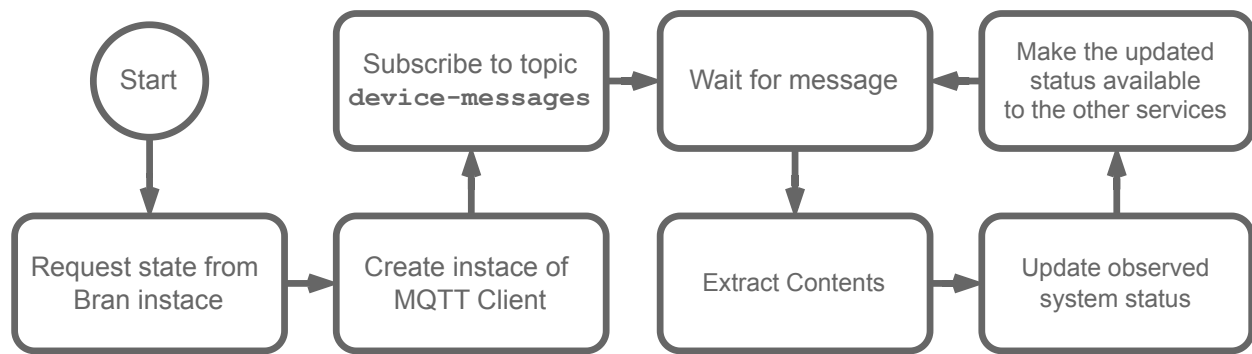 Start
Request state from
Bran instace
Create instace of
MQTT Client
Subscribe to topic
device-messages
Wait for message
Extract Contents
Update observed
system status
Make the updated
status available
to the other services